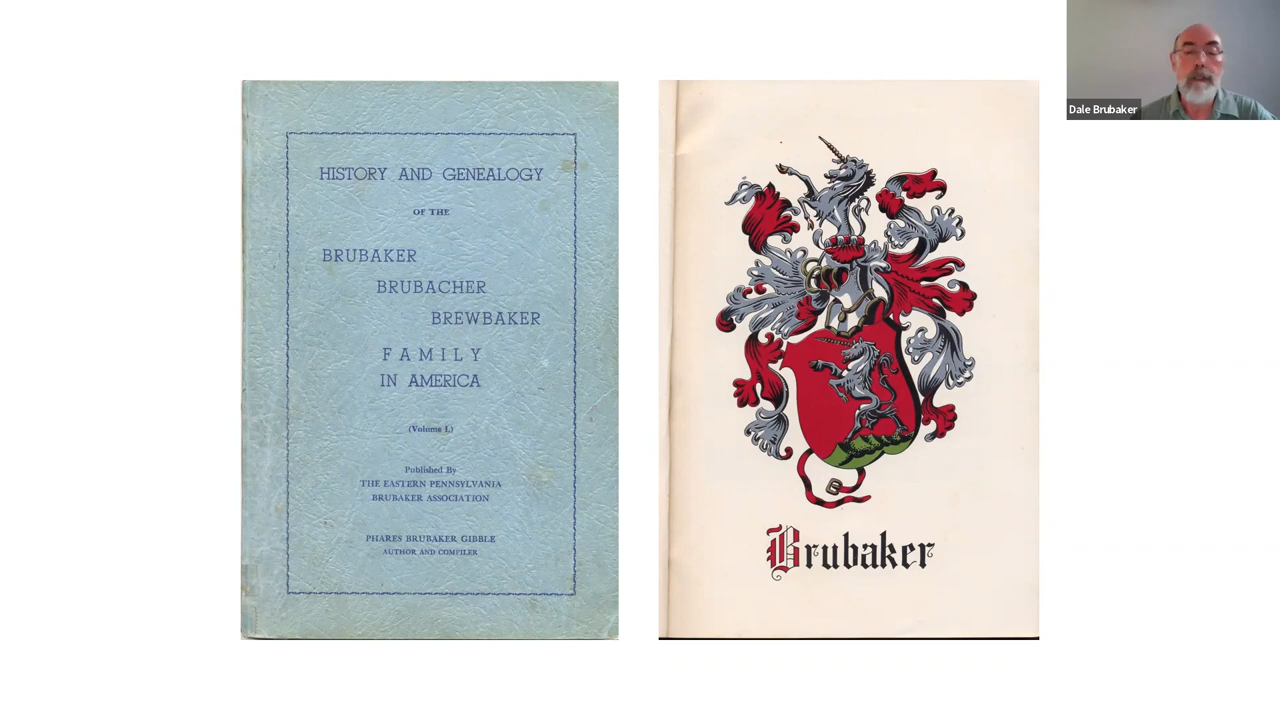 HISTORY AND GENEALOGY
OF THE
BRUBAKER
BRUBACHER
BREWBAKER
FAMILY
IN AMERICA
(Volume I.)
Published By
THE EASTERN PENNSYLVANIA
BRUBAKER ASSOCIATION
PHARES BRUBAKER GIBBLE
AUTHOR AND COMPILER
Brubaker
Dale Brubaker